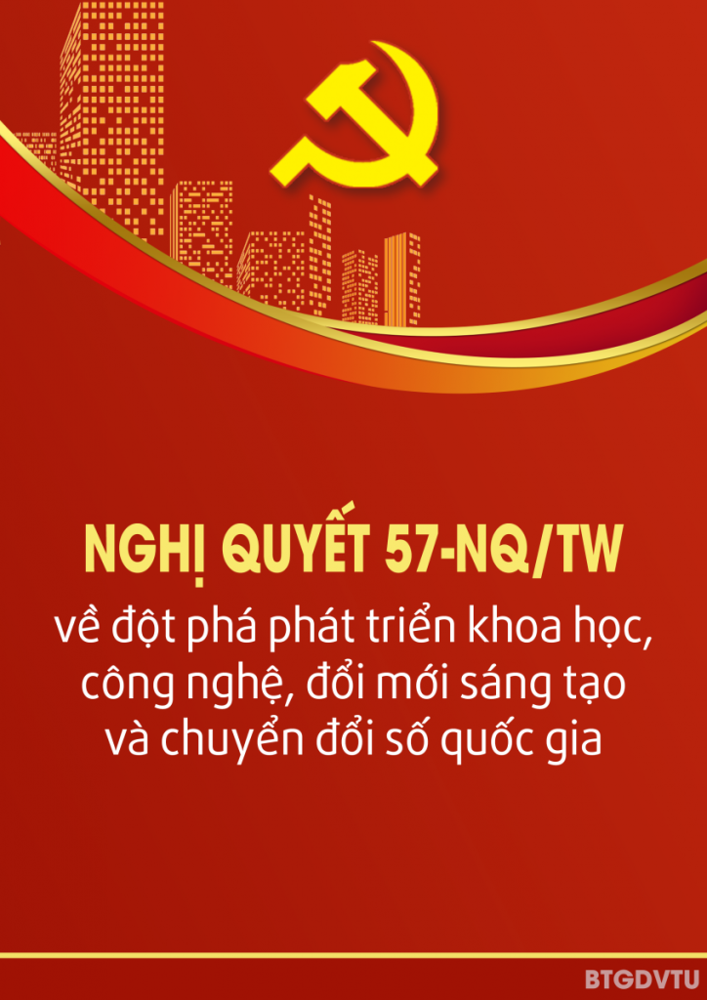 NGHỊ QUYẾT 57-NQ/TW
về đột phá phát triển khoa học,
công nghệ, đổi mới sáng tạo
và chuyển đổi số quốc gia
BTGDVTU